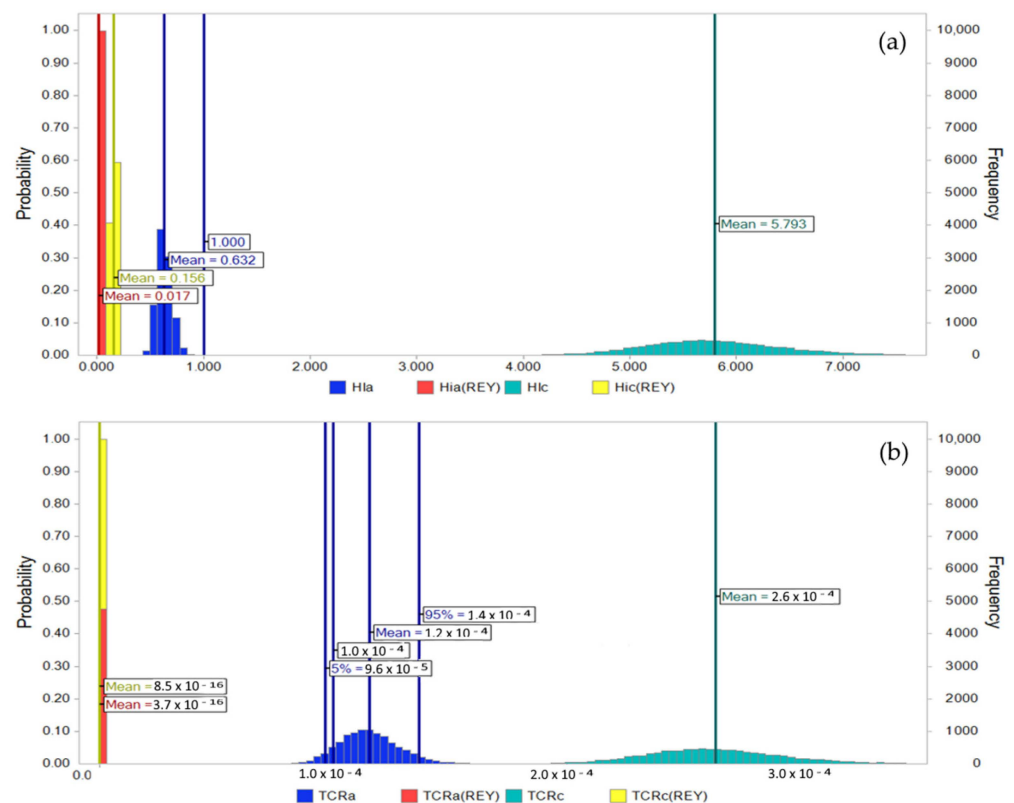 (a)
Probability
Frequency
1.00
0.90
0.80
0.70
0.60
0.50
0.40
0.30
0.20
0.10
0.00
10,000
9000
8000
7000
6000
5000
4000
3000
2000
1000
0
Mean = 5.793
1.000
Mean = 0.632
Mean = 0.156
Mean = 0.017
0.000 1.000 2.000 3.000 4.000 5.000 6.000 7.000
HIa Hia(REY) HIc Hic(REY)
(b)
Probability
Frequency
1.00
0.90
0.80
0.70
0.60
0.50
0.40
0.30
0.20
0.10
0.00
10,000
9000
8000
7000
6000
5000
4000
3000
2000
1000
0
Mean = 2.6 x 10 - 4
95% = 1.4 x 10 - 4
Mean = 1.2 x 10 - 4
1.0 x 10 - 4
5% = 9.6 x 10 - 5
Mean = 8.5 x 10 - 16
Mean = 3.7 x 10 - 16
0.0 1.0 x 10 - 4 2.0 x 10 - 4 3.0 x 10 - 4
TCRa TCRa(REY) TCRc TCRc(REY)